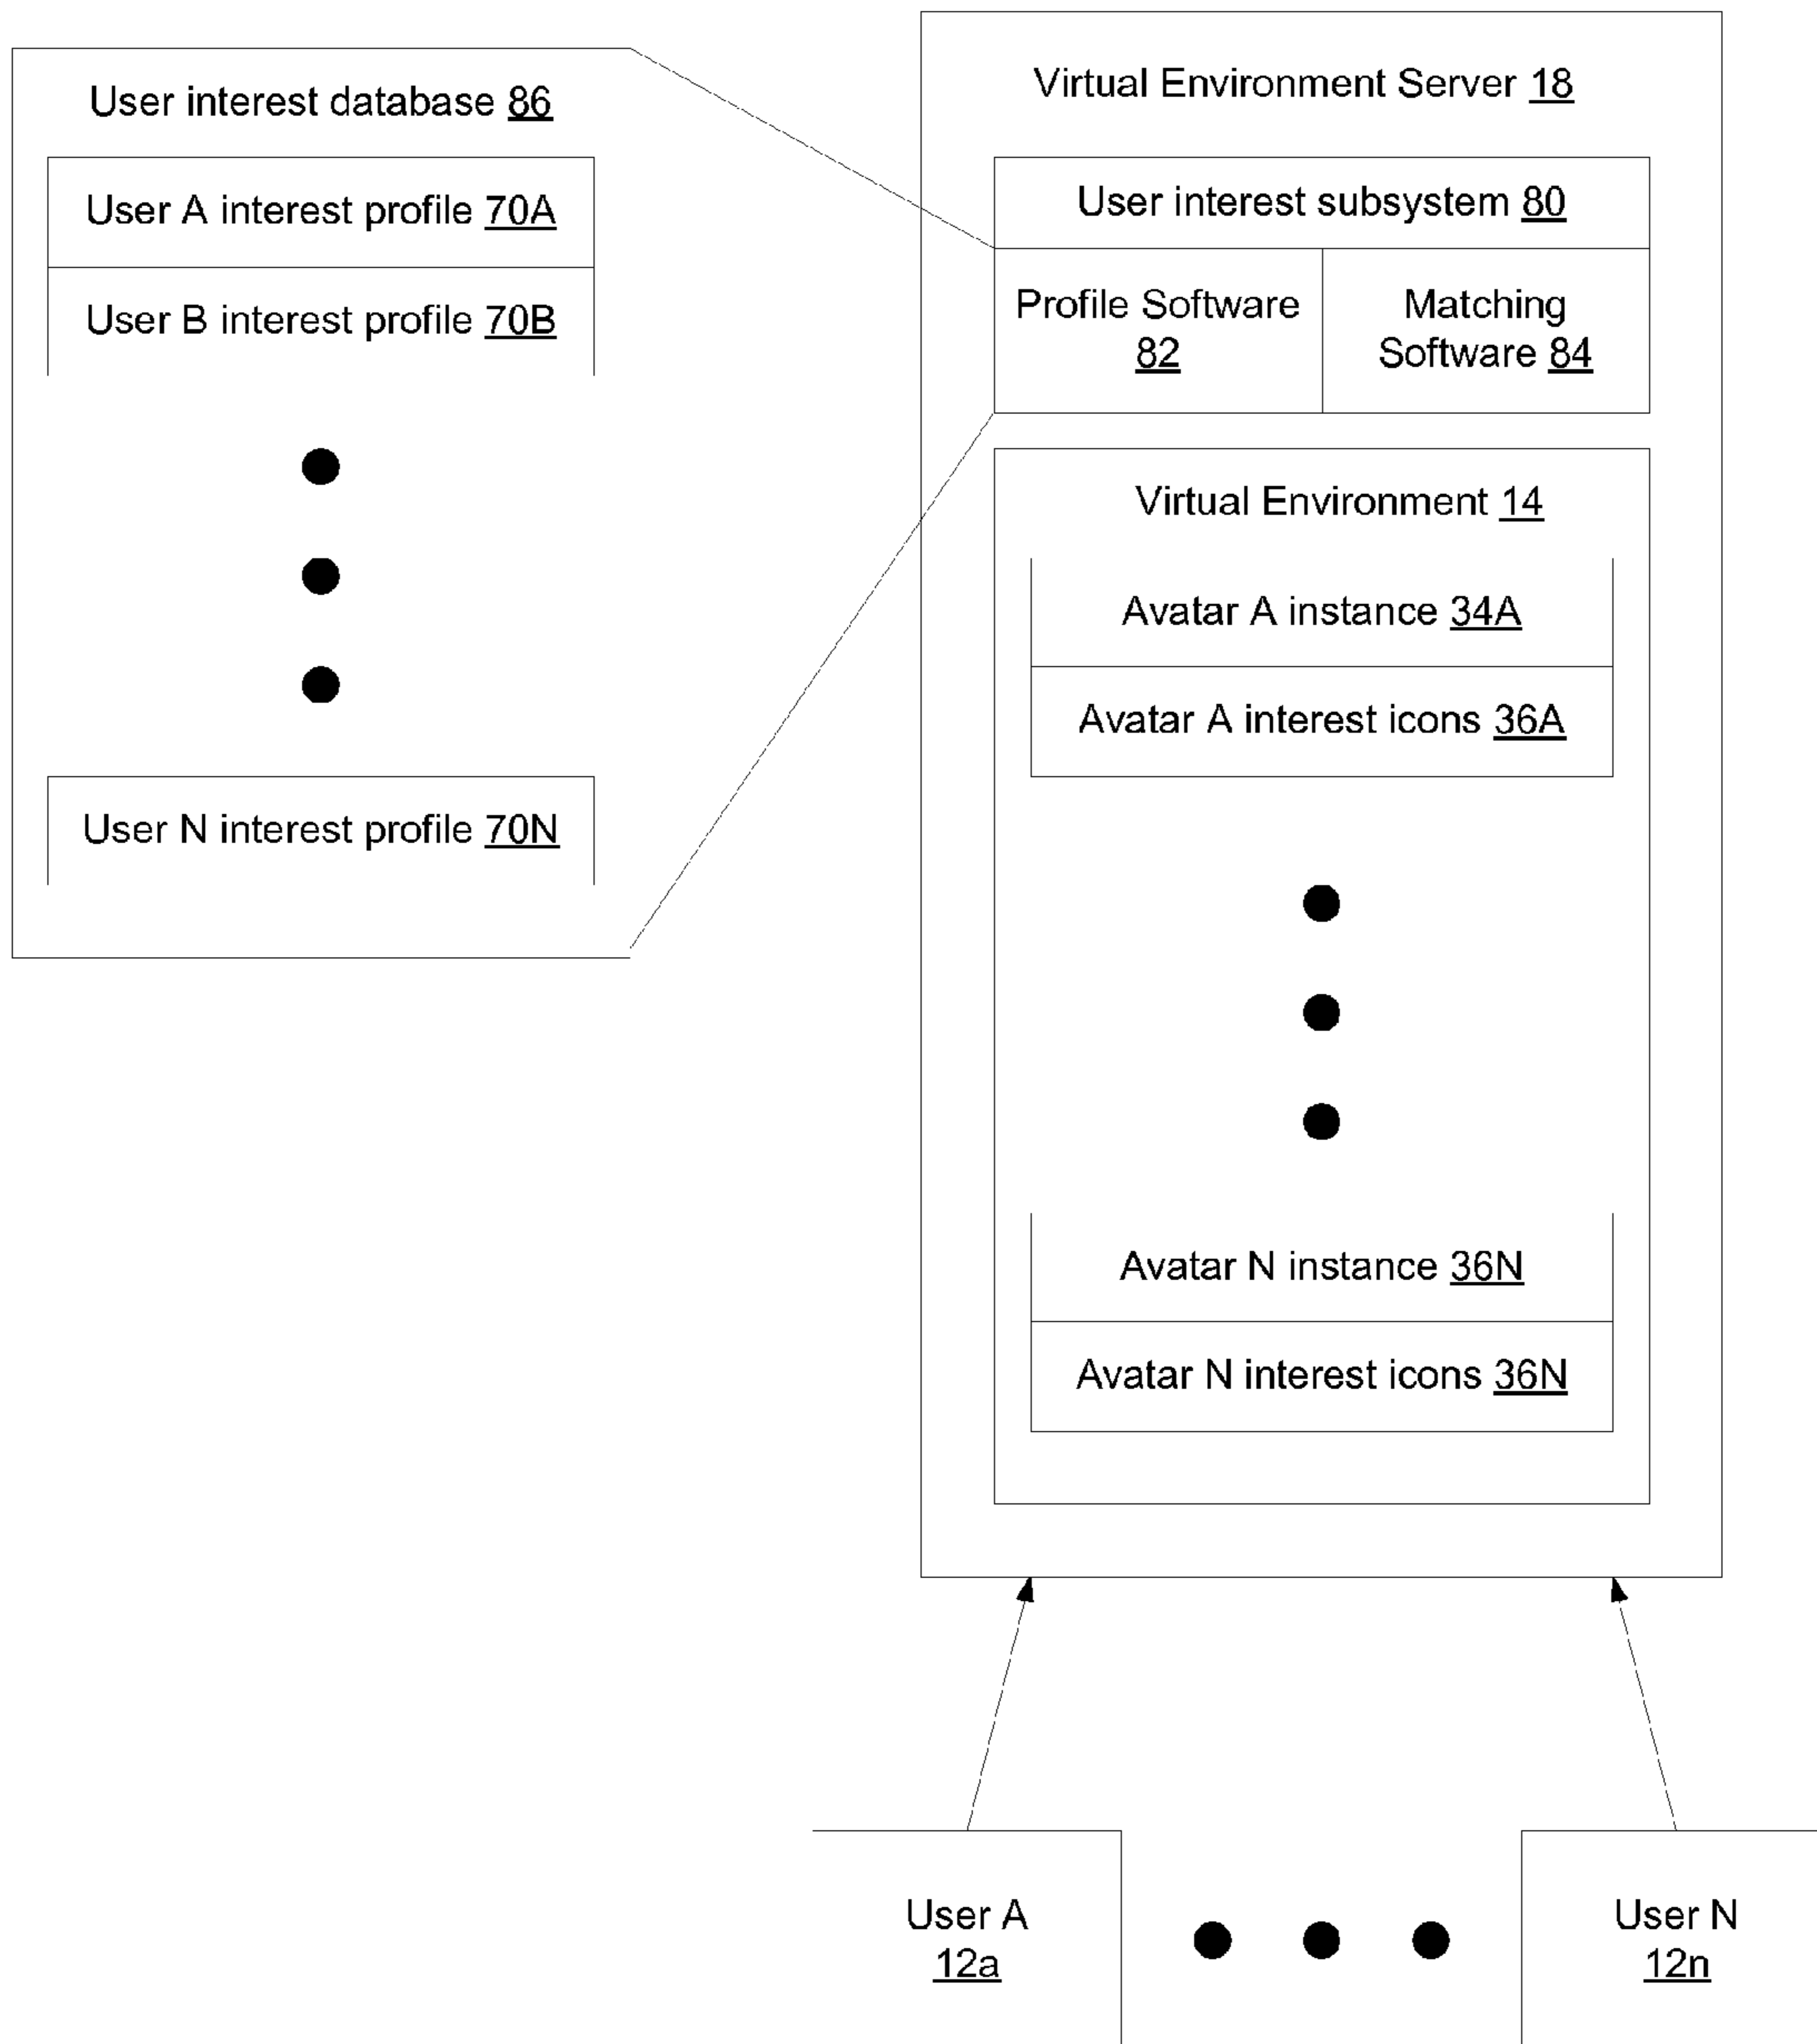 User interest database 86
User A interest profile 70A
User B interest profile 70B
User N interest profile 70N
Virtual Environment Server 18
User interest subsystem 80
Profile Software
82
Matching
Software 84
Virtual Environment 14
Avatar A instance 34A
Avatar A interest icons 36A
Avatar N instance 36N
Avatar N interest icons 36N
User A
12a
User N
12n